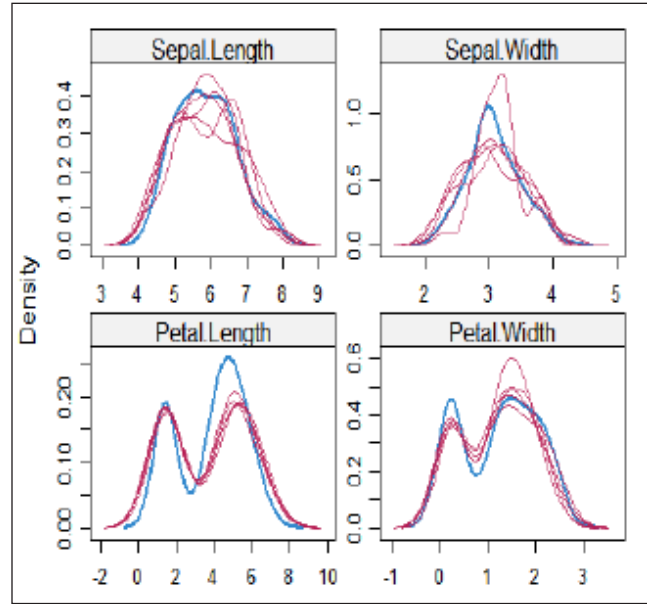 Sepal.Length
Sepal.Width
0.0 0.1 0.2 0.3 0.4
3 4 5 6 7 8 9
0.0 0.5 1.0
2 3 4 5
Density
Petal.Length
Petal.Width
0.00 0.10 0.20
-2 0 2 4 6 8 10
0.0 0.2 0.4 0.6
-1 0 1 2 3